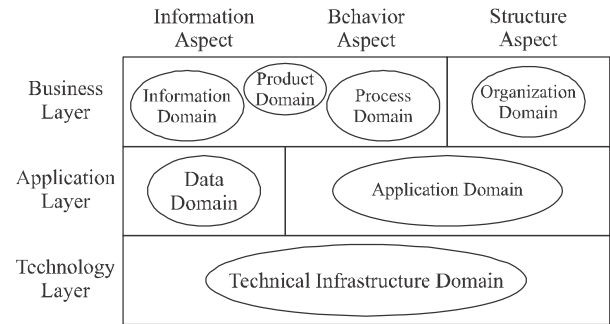 Information Aspect
Behavior Aspect
Structure Aspect
Business Layer
Information Domain
Product Domain
Process Domain
Organization Domain
Application Layer
Data Domain
Application Domain
Technology Layer
Technical Infrastructure Domain